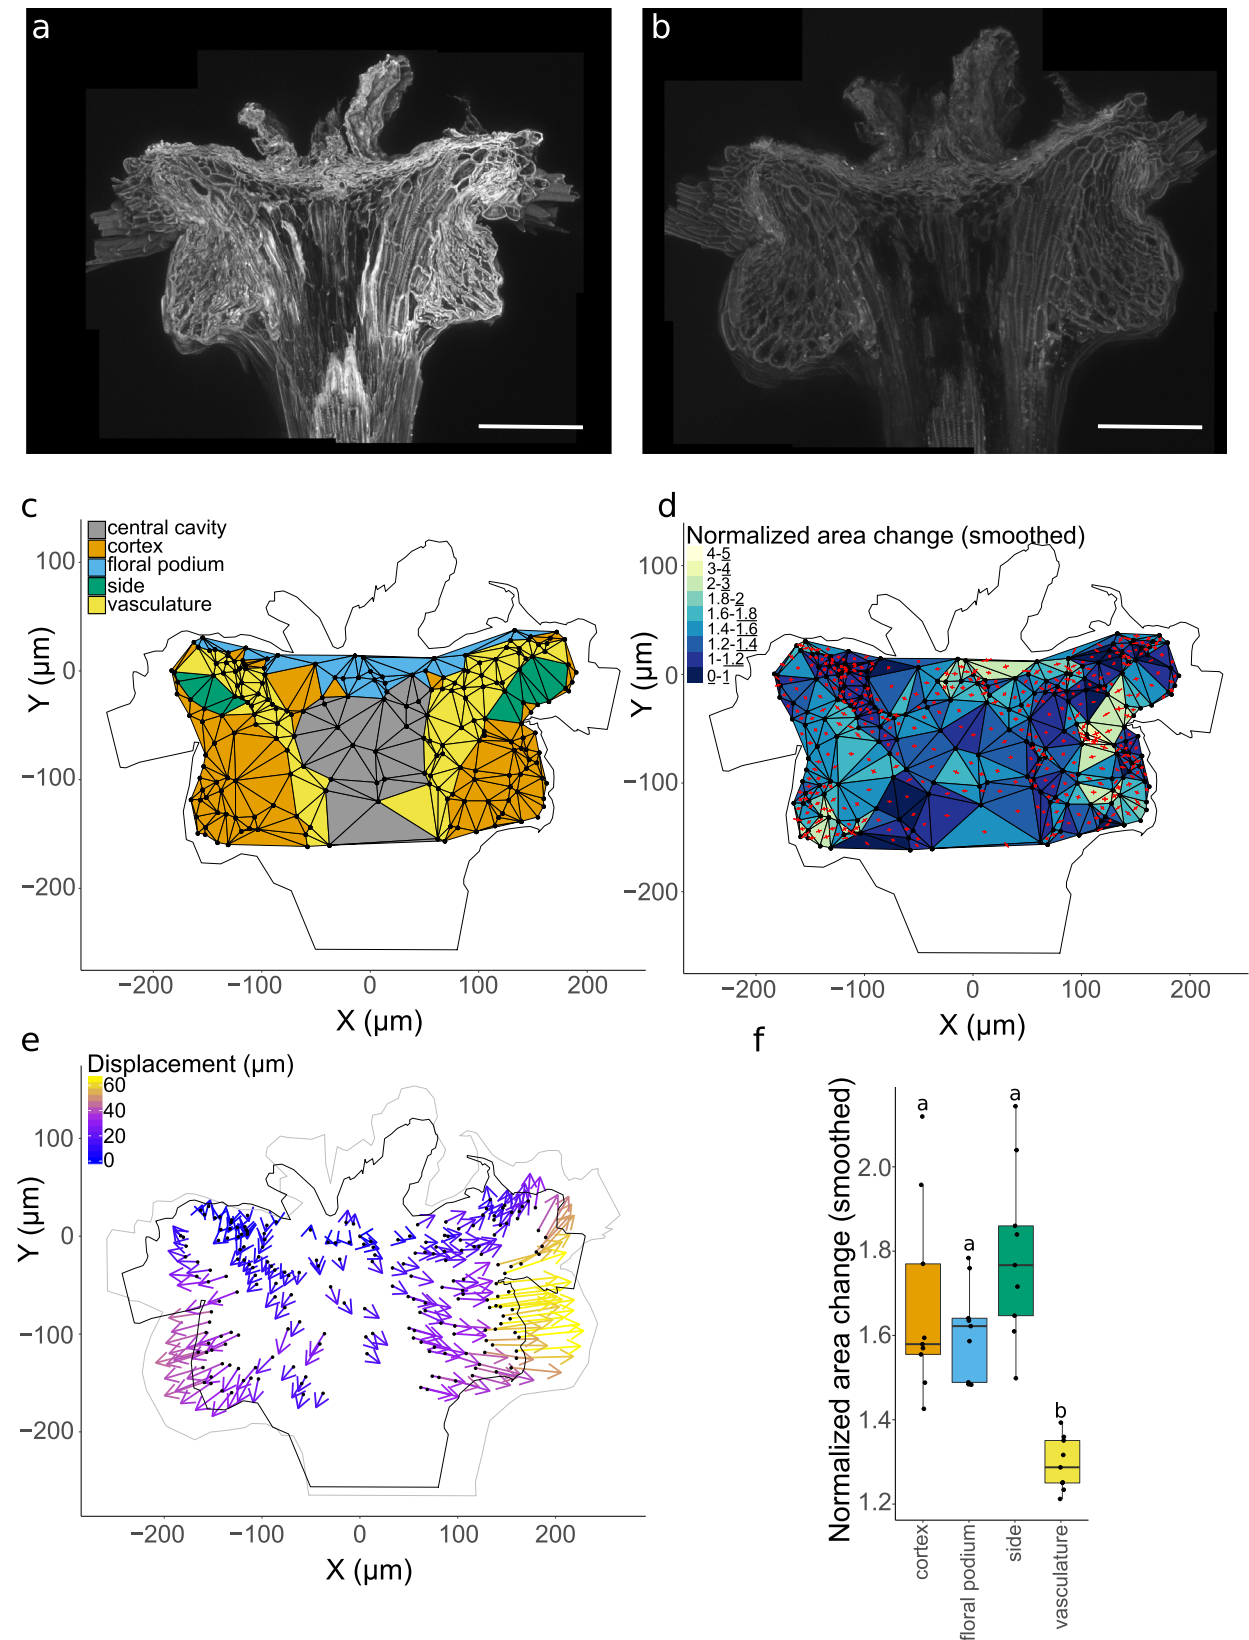 a
b
c
central cavity
cortex
floral podium
side
vasculature
100
0
−100
−200
Y (µm)
−200 −100 0 100 200
X (µm)
d
Normalized area change (smoothed)
4-5
3-4
2-3
1.8-2
1.6-1.8
1.4-1.6
1.2-1.4
1-1.2
0-1
100
0
−100
−200
Y (µm)
−200 −100 0 100 200
X (µm)
e
Displacement (µm)
60
40
20
0
100
0
−100
−200
Y (µm)
−200 −100 0 100 200
X (µm)
f
Normalized area change (smoothed)
2.0
1.8
1.6
1.4
1.2
a
a
a
b
cortex
floral podium
side
vasculature